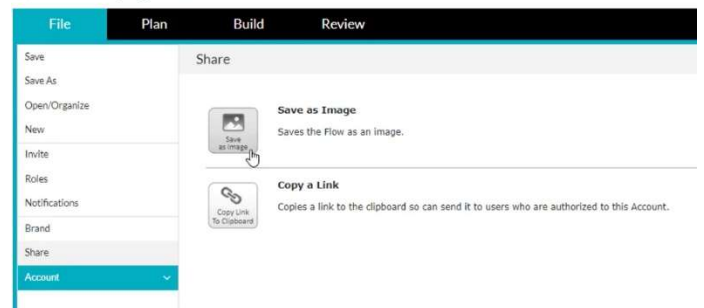 File Plan Build Review
Save
Save As
Open/Organize
New
Invite
Roles
Notifications
Brand
Share
Account
Share
Save
as image
Save as Image
Saves the Flow as an image.
Copy Link
To Clipboard
Copy a Link
Copies a link to the clipboard so can send it to users who are authorized to this Account.